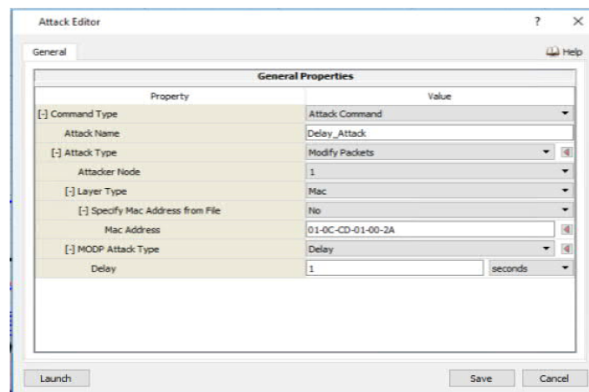 Attack Editor ? ×
General Help
General Properties
Property Value
[-] Command Type Attack Command
Attack Name Delay_Attack
[-] Attack Type Modify Packets
Attacker Node 1
[-] Layer Type Mac
[-] Specify Mac Address from File No
Mac Address 01-0C-CD-01-00-2A
[-] MODP Attack Type Delay
Delay 1 seconds
Launch Save Cancel